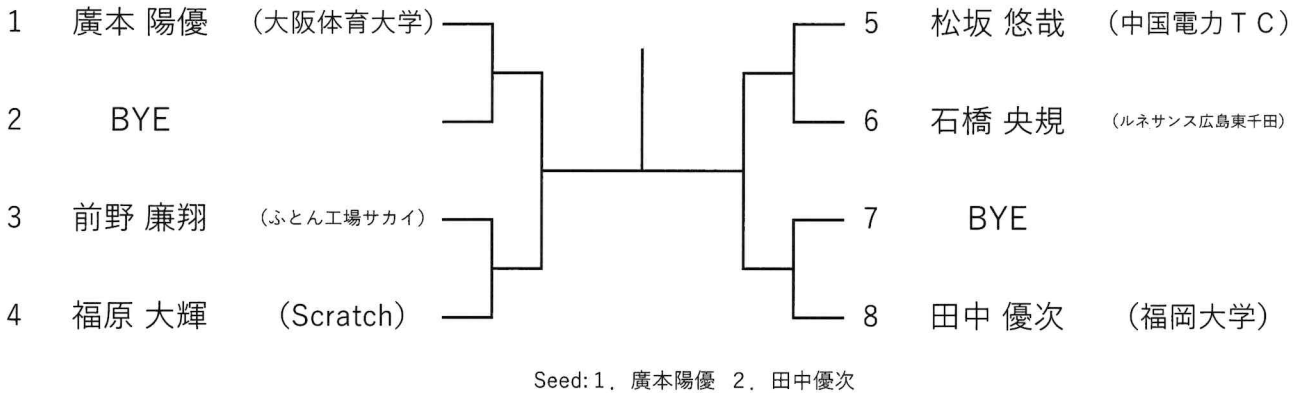 1 廣本 陽優 (大阪体育大学)
2 BYE
3 前野 廉翔 (ふとん工場サカイ)
4 福原 大輝 (Scratch)
5 松坂 悠哉 (中国電力ＴＣ)
6 石橋 央規 (ルネサンス広島東千田)
7 BYE
8 田中 優次 (福岡大学)
Seed:1．廣本陽優 2．田中優次